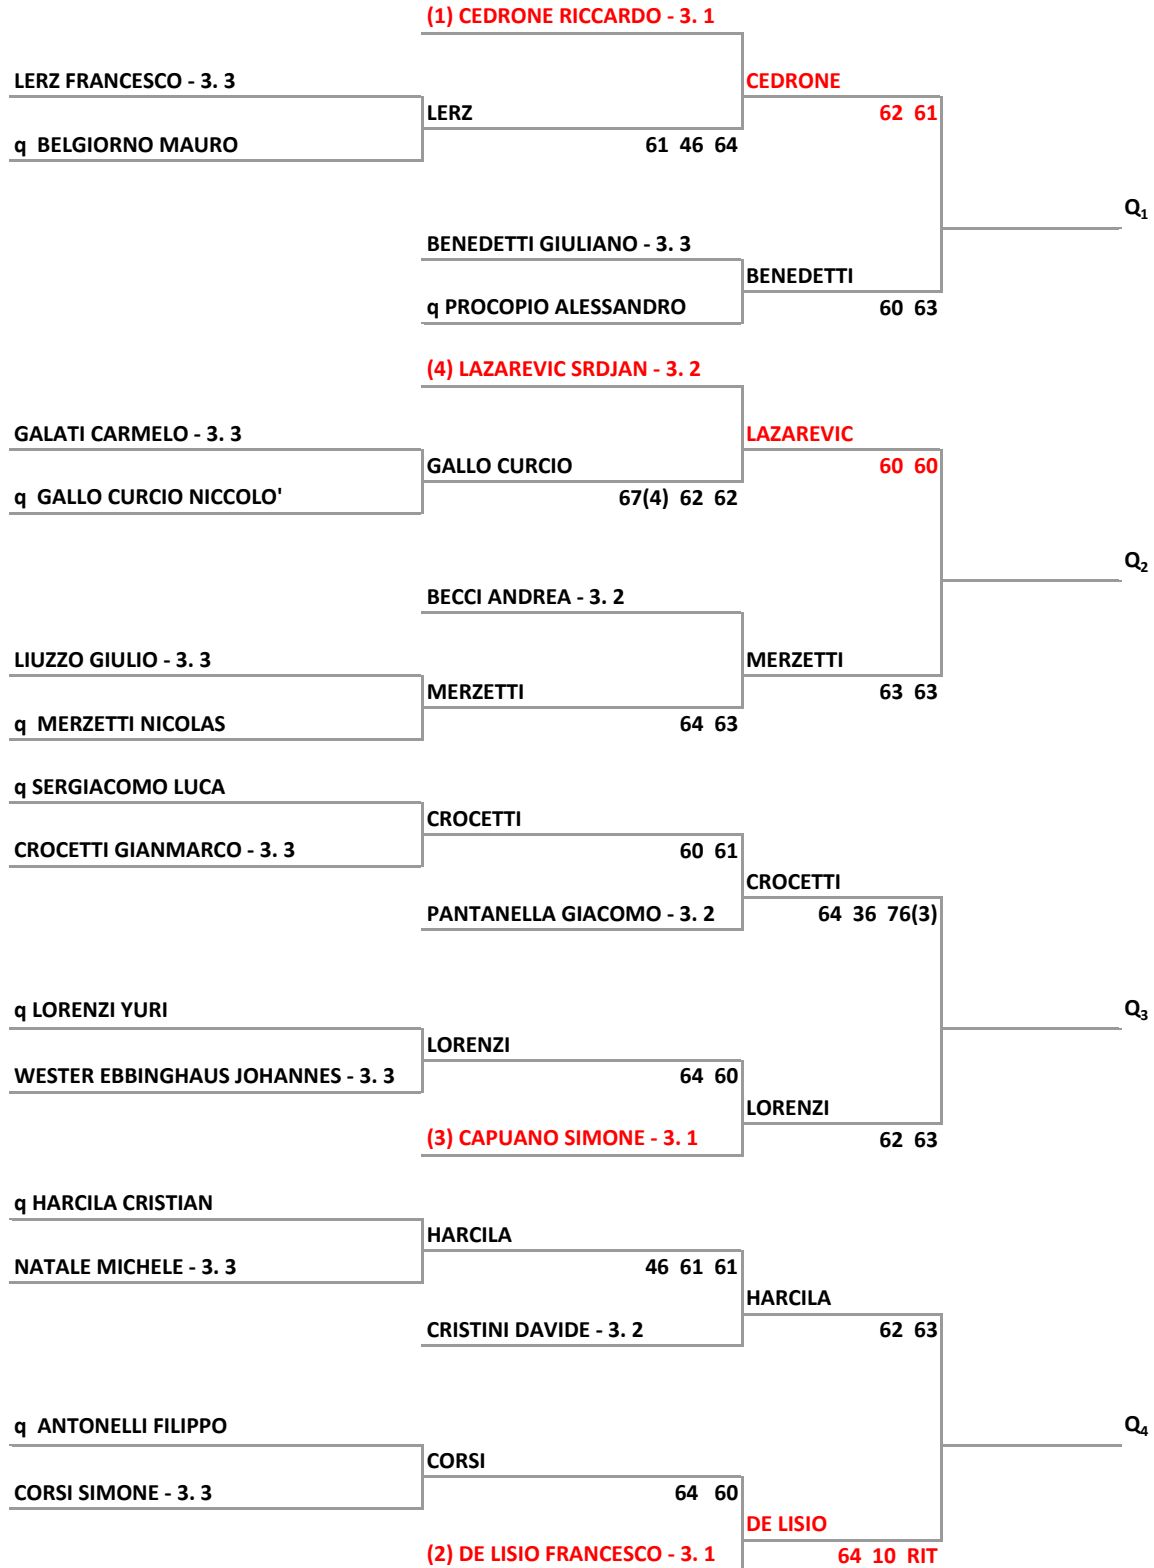 (1) CEDRONE RICCARDO - 3. 1
LERZ FRANCESCO - 3. 3
CEDRONE
LERZ
62 61
q BELGIORNO MAURO
61 46 64
Q1
BENEDETTI GIULIANO - 3. 3
BENEDETTI
q PROCOPIO ALESSANDRO
60 63
(4) LAZAREVIC SRDJAN - 3. 2
GALATI CARMELO - 3. 3
LAZAREVIC
GALLO CURCIO
60 60
q GALLO CURCIO NICCOLO'
67(4) 62 62
Q2
BECCI ANDREA - 3. 2
LIUZZO GIULIO - 3. 3
MERZETTI
MERZETTI
63 63
q MERZETTI NICOLAS
64 63
q SERGIACOMO LUCA
CROCETTI
CROCETTI GIANMARCO - 3. 3
60 61
CROCETTI
PANTANELLA GIACOMO - 3. 2
64 36 76(3)
q LORENZI YURI
Q3
LORENZI
WESTER EBBINGHAUS JOHANNES - 3. 3
64 60
LORENZI
(3) CAPUANO SIMONE - 3. 1
62 63
q HARCILA CRISTIAN
HARCILA
NATALE MICHELE - 3. 3
46 61 61
HARCILA
CRISTINI DAVIDE - 3. 2
62 63
q ANTONELLI FILIPPO
Q4
CORSI
CORSI SIMONE - 3. 3
64 60
DE LISIO
(2) DE LISIO FRANCESCO - 3. 1
64 10 RIT